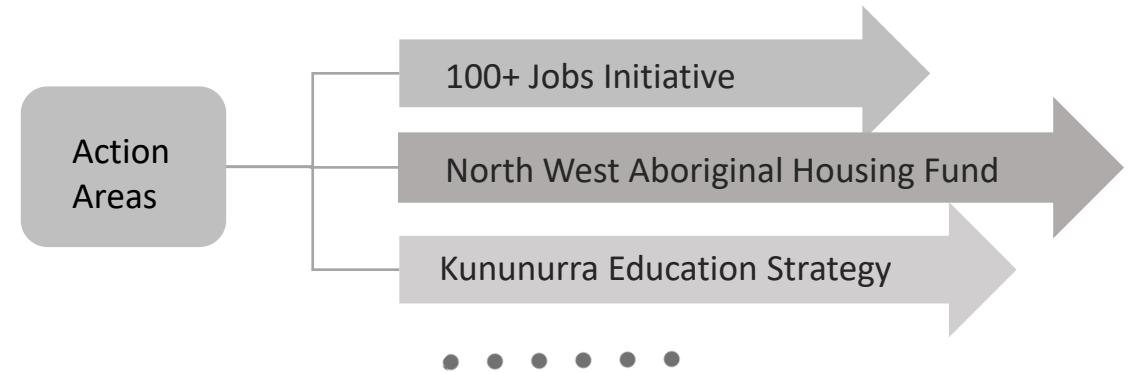 Action
Areas
100+ Jobs Initiative
North West Aboriginal Housing Fund
Kununurra Education Strategy